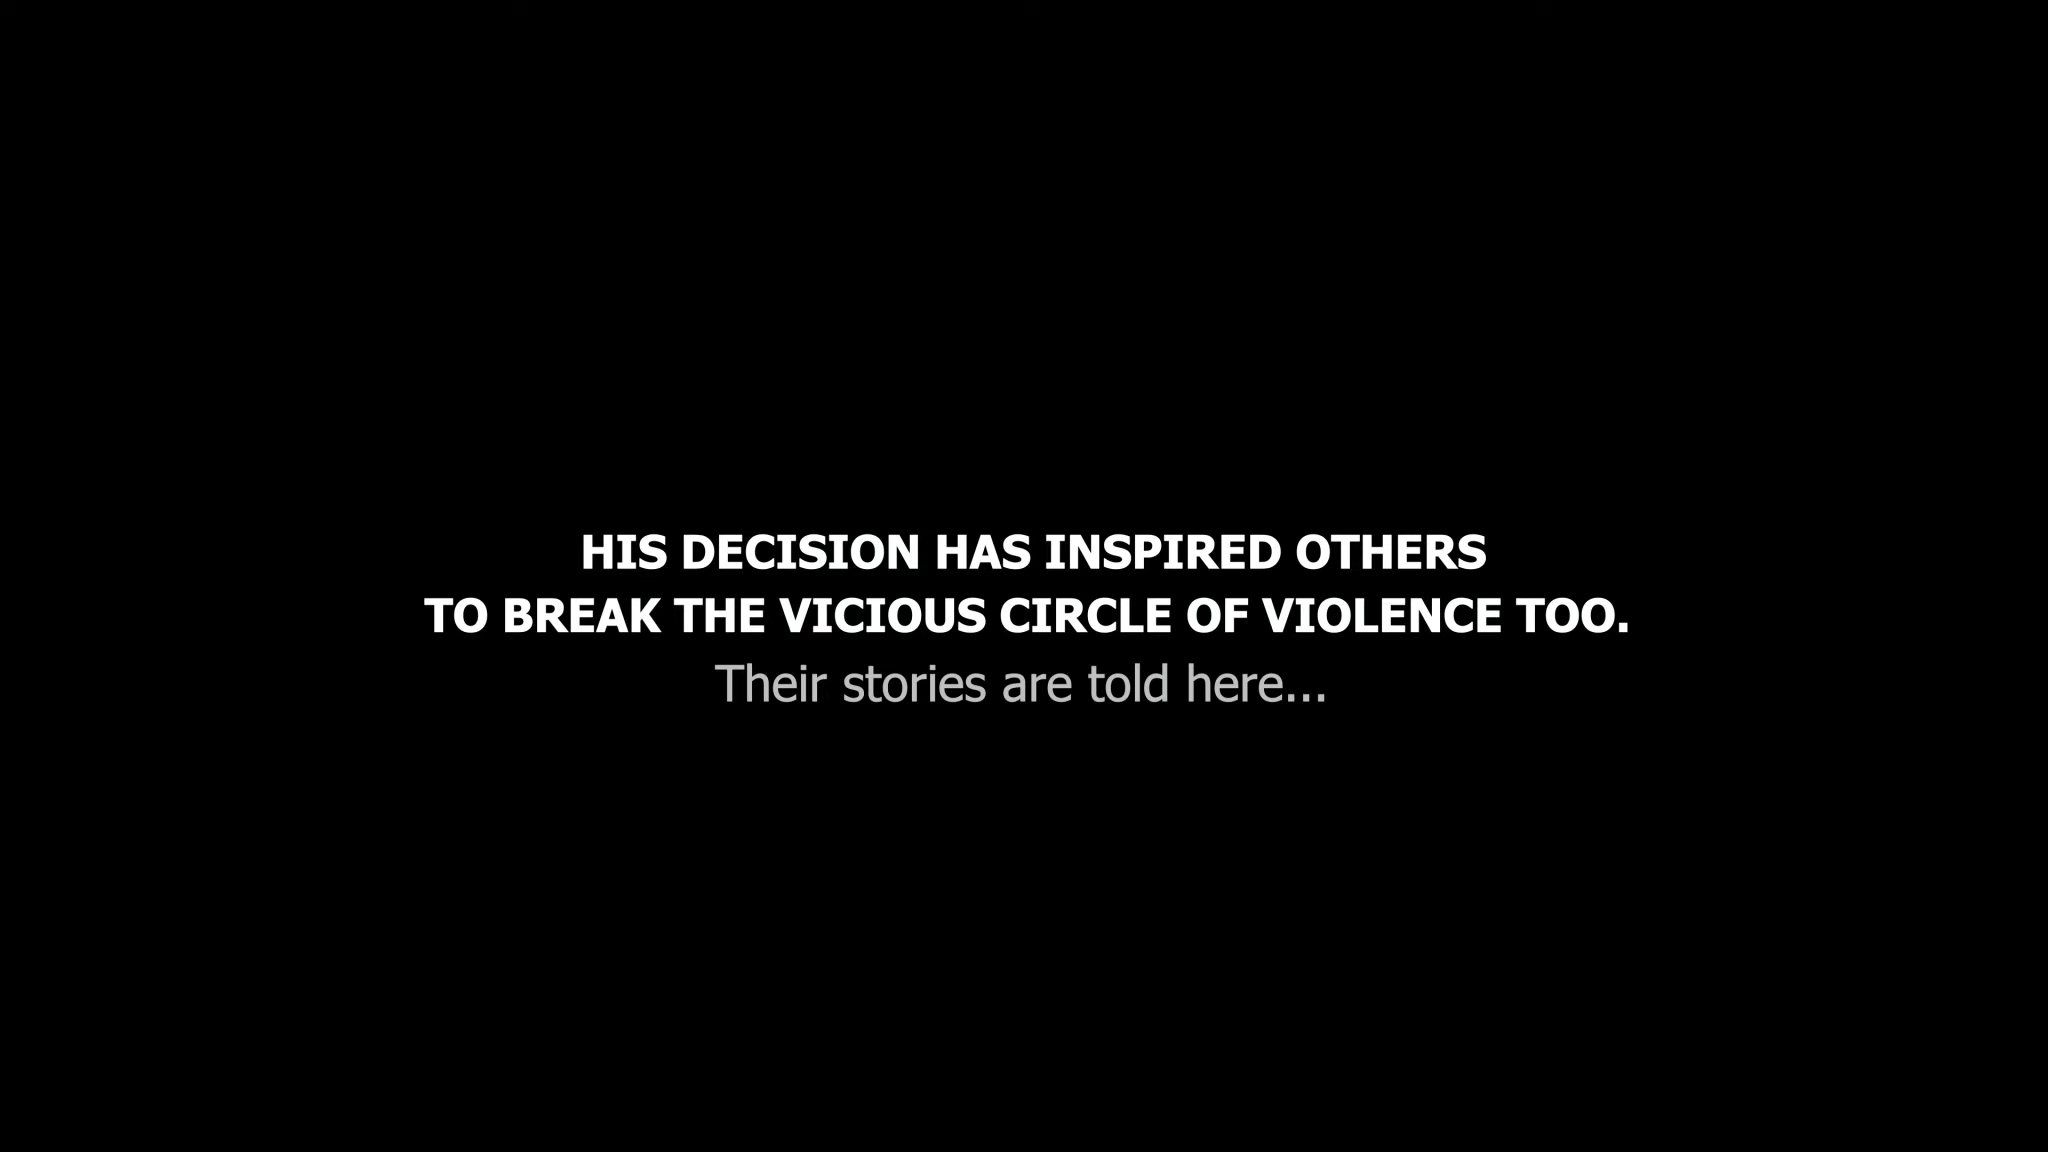 HIS DECISION HAS INSPIRED OTHERS
TO BREAK THE VICIOUS CIRCLE OF VIOLENCE TOO.
Their stories are told here...